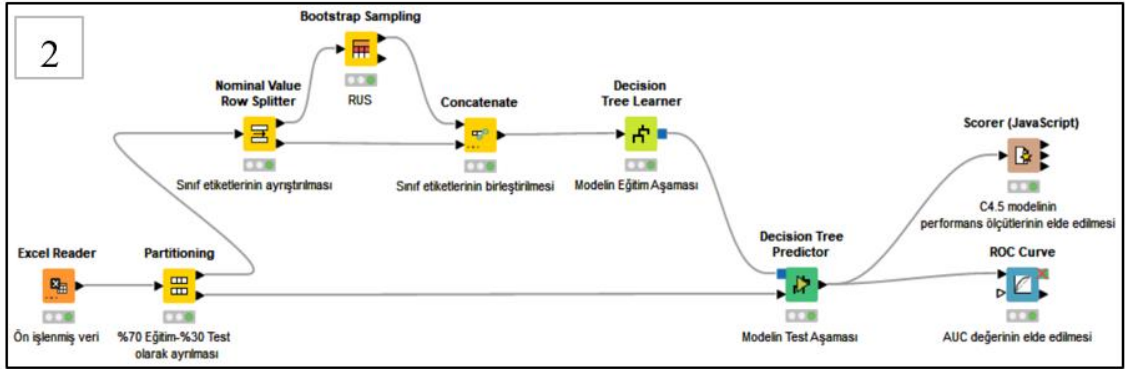 2
Bootstrap Sampling
RUS
Nominal Value
Row Splitter
Sınıf etiketlerinin ayrıştırılması
Concatenate
Sınıf etiketlerinin birleştirilmesi
Decision
Tree Learner
Modelin Eğitim Aşaması
Scorer (JavaScript)
C4.5 modelinin
performans ölçütlerinin elde edilmesi
Excel Reader
Ön işlenmiş veri
Partitioning
%70 Eğitim-%30 Test
olarak ayrılması
Decision Tree
Predictor
Modelin Test Aşaması
ROC Curve
AUC değerinin elde edilmesi